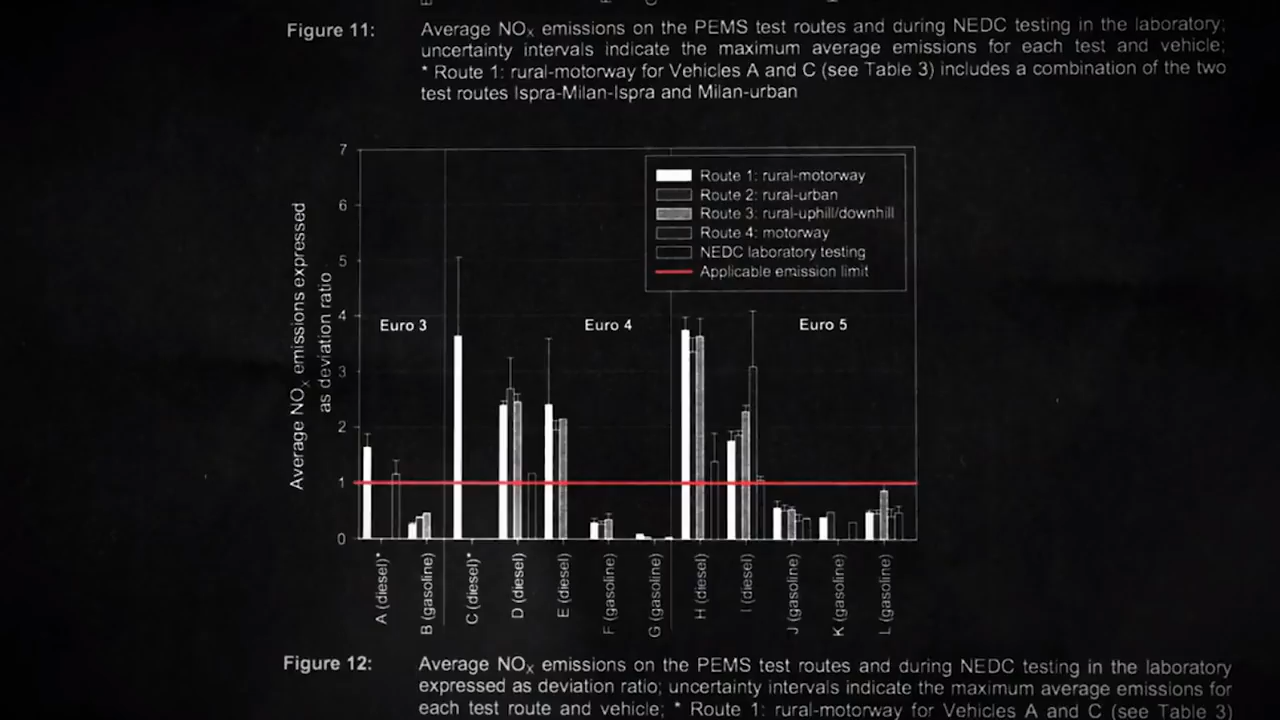 Figure 11: Average NOx emissions on the PEMS test routes and during NEDC testing in the laboratory;
uncertainty intervals indicate the maximum average emissions for each test and vehicle;
* Route 1: rural-motorway for Vehicles A and C (see Table 3) includes a combination of the two
test routes Ispra-Milan-Ispra and Milan-urban
7
6
5
4
3
2
1
0
Average NOx emissions expressed
as deviation ratio
Route 1: rural-motorway
Route 2: rural-urban
Route 3: rural-uphill/downhill
Route 4: motorway
NEDC laboratory testing
Applicable emission limit
Euro 3
Euro 4
Euro 5
A (diesel)*
B (gasoline)
C (diesel)*
D (diesel)
E (diesel)
F (gasoline)
G (gasoline)
H (diesel)
I (diesel)
J (gasoline)
K (gasoline)
L (gasoline)
Figure 12: Average NOx emissions on the PEMS test routes and during NEDC testing in the laboratory
expressed as deviation ratio; uncertainty intervals indicate the maximum average emissions for
each test route and vehicle; * Route 1: rural-motorway for Vehicles A and C (see Table 3)